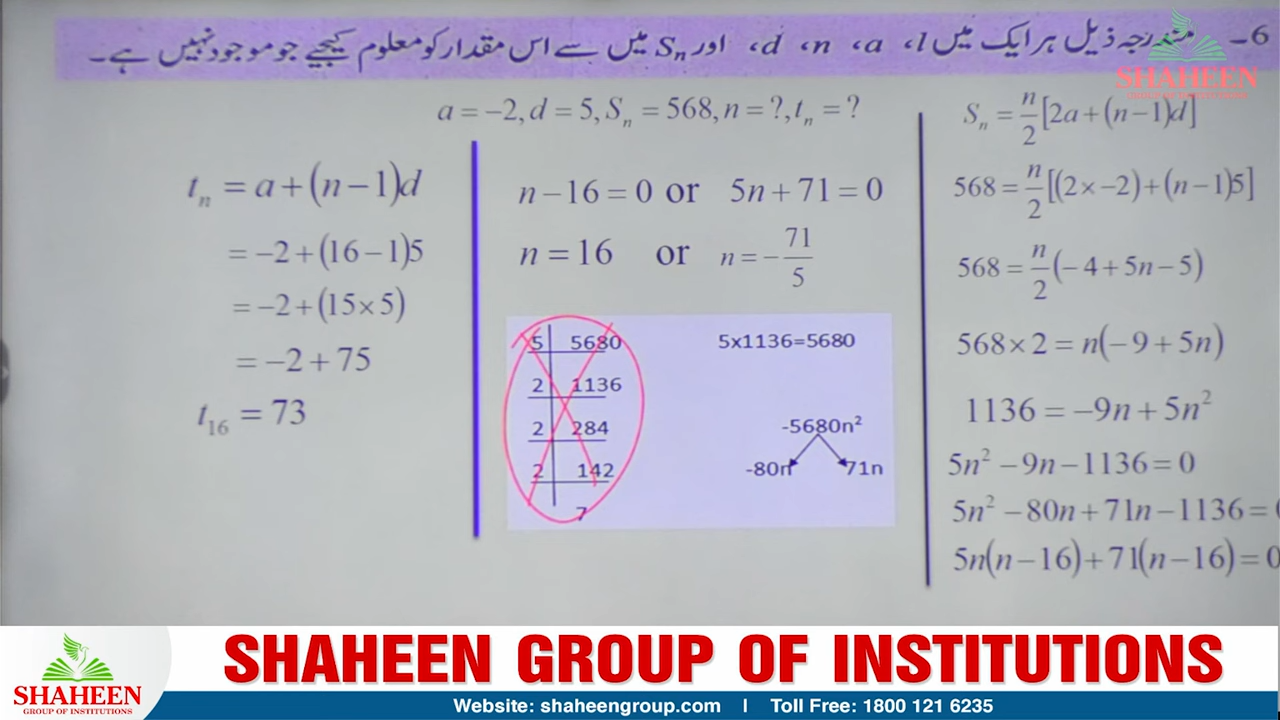 6۔ مندرجہ ذیل ہر ایک میں l، a، n، d، اور Sₙ میں سے اس مقدار کو معلوم کیجیے جو موجود نہیں ہے۔
SHAHEEN
GROUP OF INSTITUTIONS
a = −2, d = 5, Sₙ = 568, n = ?, tₙ = ?
Sₙ = n/2 [2a + (n−1)d]
568 = n/2 [(2×−2) + (n−1)5]
568 = n/2 (−4 + 5n − 5)
568 × 2 = n(−9 + 5n)
1136 = −9n + 5n²
5n² − 9n − 1136 = 0
5n² − 80n + 71n − 1136 =
5n(n−16) + 71(n−16) = 0
n − 16 = 0 or 5n + 71 = 0
n = 16 or n = − 71/5
5 5680
2 1136
2 284
2 142
7
5x1136=5680
-5680n²
-80n 71n
tₙ = a + (n−1)d
= −2 + (16−1)5
= −2 + (15×5)
= −2 + 75
t₁₆ = 73
SHAHEEN
GROUP OF INSTITUTIONS
SHAHEEN GROUP OF INSTITUTIONS
Website: shaheengroup.com I Toll Free: 1800 121 6235